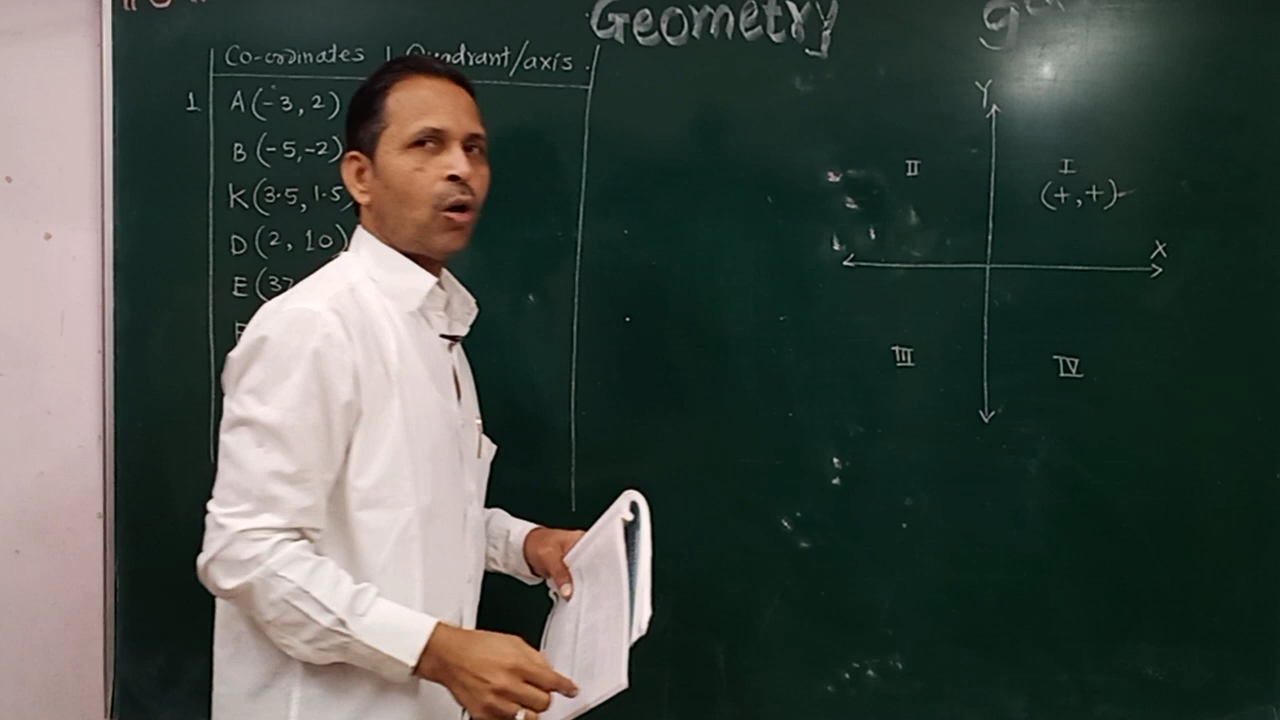 Geometry
Co-ordinates | Quadrant/axis.
1 A(-3, 2)
B(-5,-2)
K(3.5, 1.5)
D(2, 10)
E(37
Y
II
I
(+,+)
X
III
IV